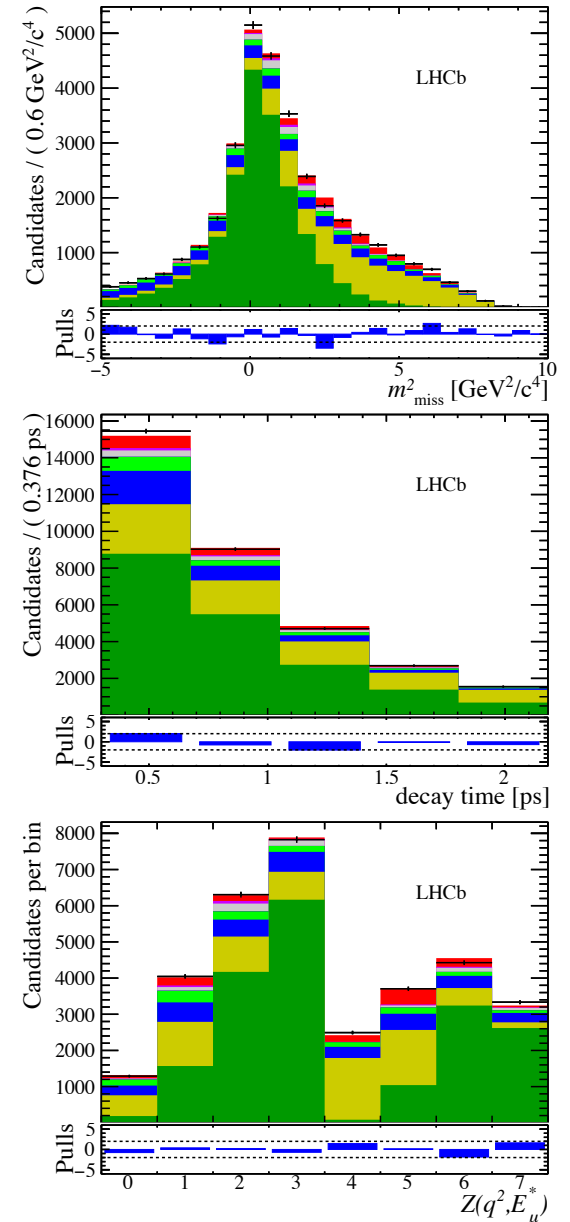 Candidates / ( 0.6 GeV²/c⁴)
5000
4000
3000
2000
1000
LHCb
Pulls
5
0
−5
−5 0 5 10
m²miss [GeV²/c⁴]
Candidates / ( 0.376 ps)
16000
14000
12000
10000
8000
6000
4000
2000
LHCb
Pulls
5
0
−5
0.5 1 1.5 2
decay time [ps]
Candidates per bin
8000
7000
6000
5000
4000
3000
2000
1000
LHCb
Pulls
5
0
−5
0 1 2 3 4 5 6 7
Z(q²,E*μ)